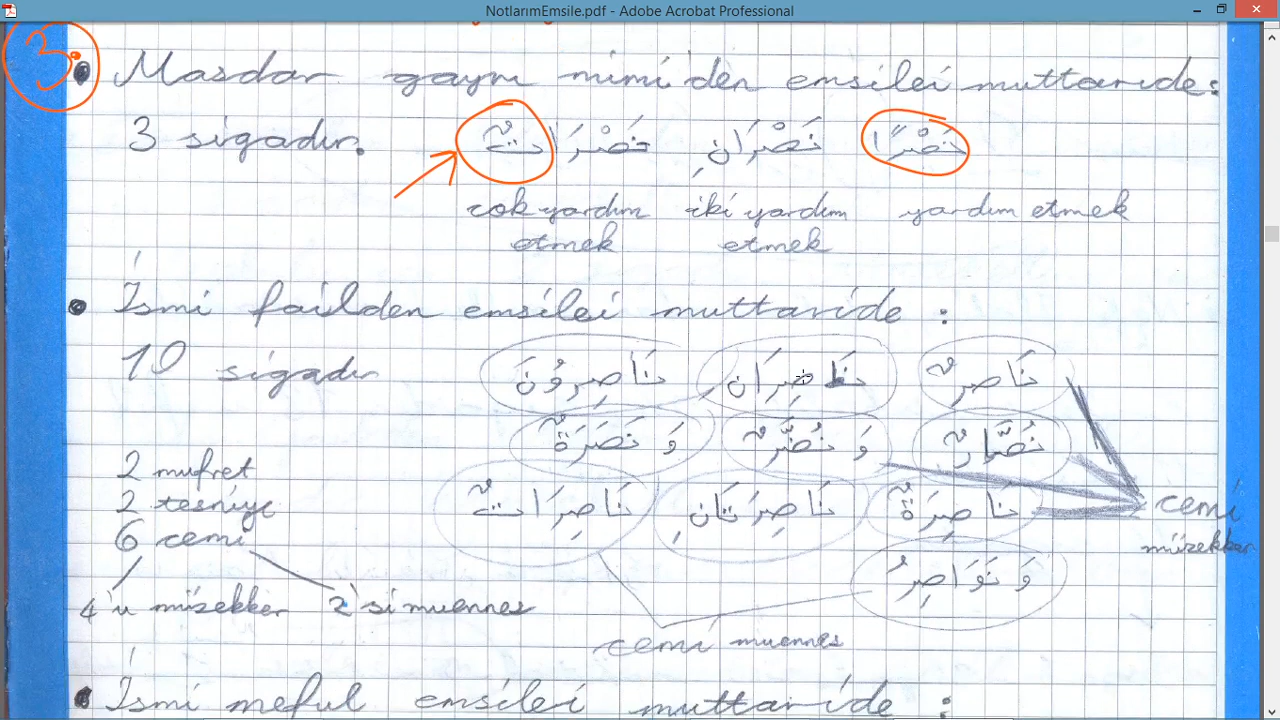 NotlarımEmsile.pdf - Adobe Acrobat Professional
3.
• Masdar gayrı mimi'den emsilei muttaride:
3 sigadır. نَصْرًا نَصْرَانِ نَصْرَاتٌ
yardım etmek iki yardım etmek çok yardım etmek
• İsmi failden emsilei muttaride :
10 sigadır نَاصِرٌ نَاصِرَانِ نَاصِرُونَ
نُصَّارٌ وَ نُصَّرٌ وَ نَصَرَةٌ
2 mufret
2 tesniye
6 cemi
نَاصِرَةٌ نَاصِرَتَانِ نَاصِرَاتٌ
cemi müzekker
وَ نَوَاصِرُ
4'ü müzekker 2'si muennes
cemi muennes
• İsmi meful emsilei muttaride :